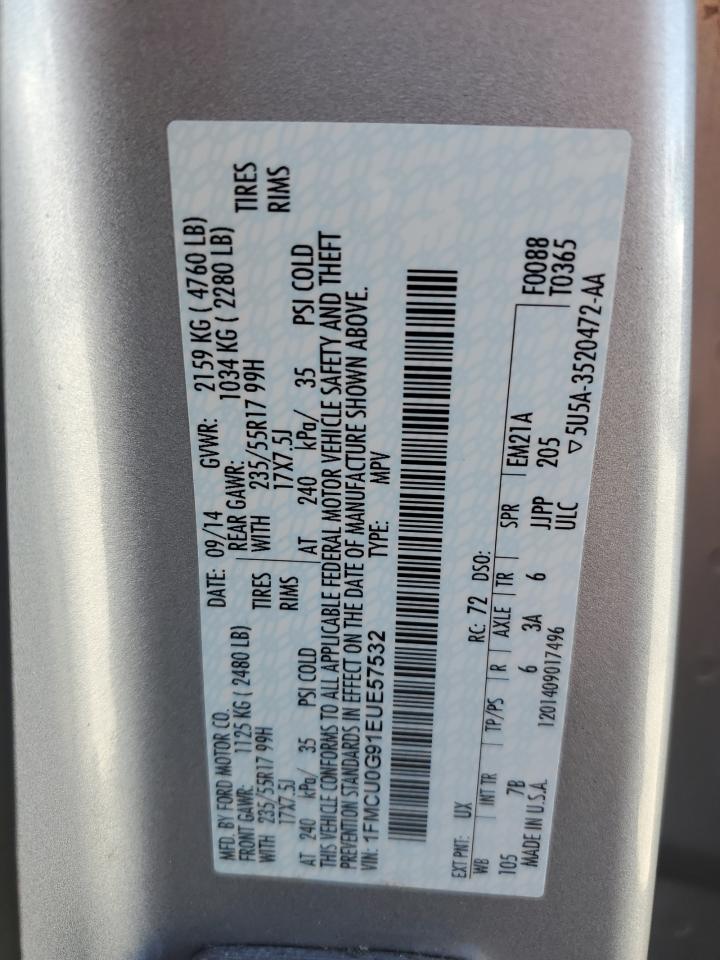 MFD. BY FORD MOTOR CO.
DATE: 09/14 GVWR: 2159 KG ( 4760 LB)
FRONT GAWR: 1125 KG ( 2480 LB) REAR GAWR: 1034 KG ( 2280 LB)
WITH 235/55R17 99H TIRES WITH 235/55R17 99H TIRES
17X7.5J RIMS 17X7.5J RIMS
AT 240 kPa/ 35 PSI COLD AT 240 kPa/ 35 PSI COLD
THIS VEHICLE CONFORMS TO ALL APPLICABLE FEDERAL MOTOR VEHICLE SAFETY AND THEFT
PREVENTION STANDARDS IN EFFECT ON THE DATE OF MANUFACTURE SHOWN ABOVE.
VIN: 1FMCU0G91EUE57532 TYPE: MPV
EXT PNT: UX RC: 72 DSO:
WB INT TR TP/PS R AXLE TR SPR EM21A F0088
105 7B 6 3A 6 JJPP 205 T0365
MADE IN U.S.A. 1201409017496 ULC ▽5U5A-3520472-AA